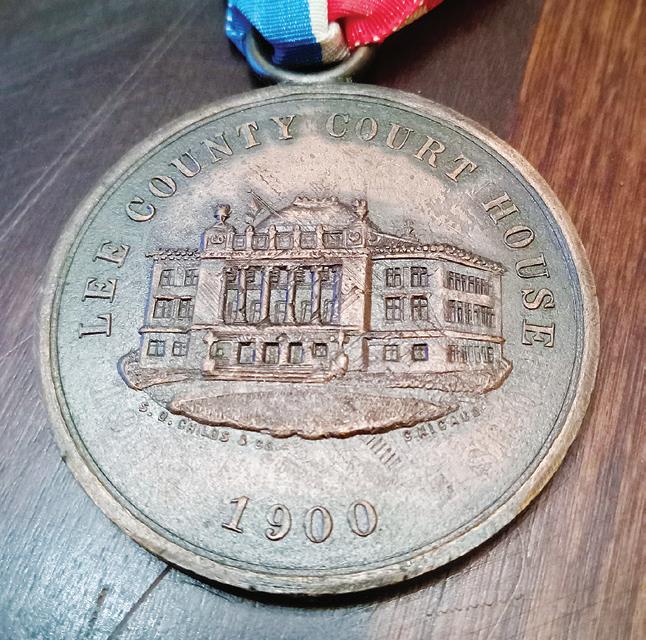 LEE COUNTY COURT HOUSE
S. D. CHILDS & CO. CHICAGO
1900